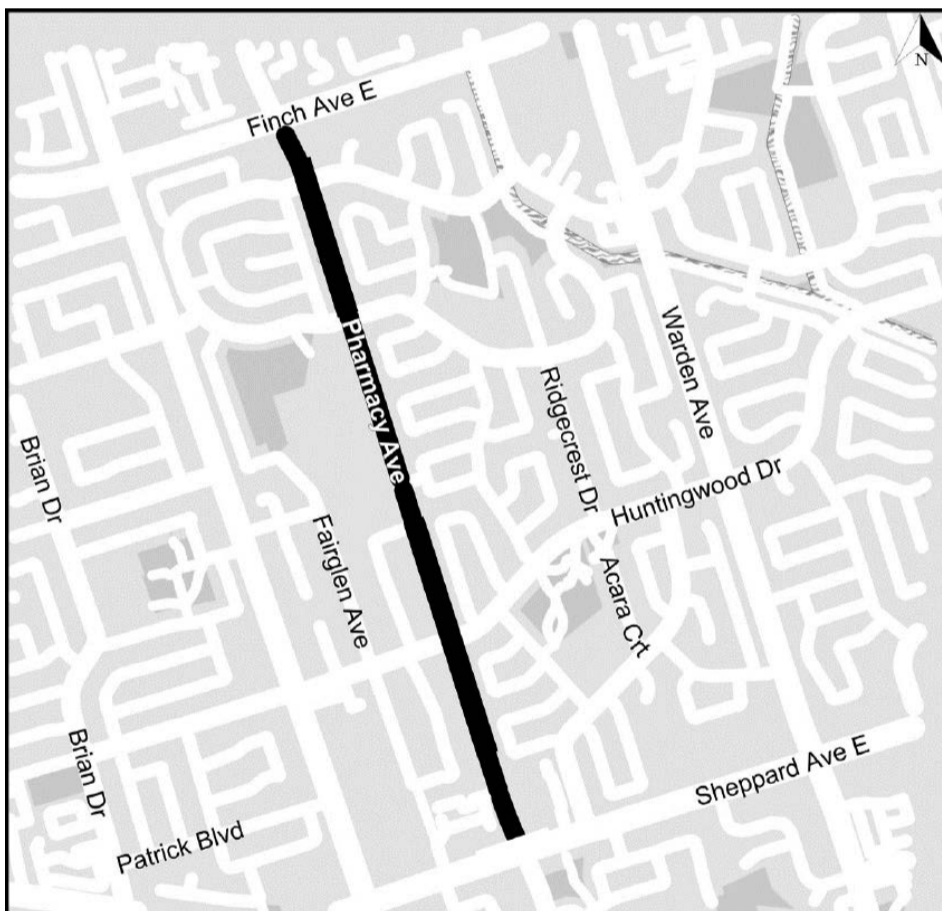 N
Finch Ave E
Pharmacy Ave
Warden Ave
Ridgecrest Dr
Brian Dr
Huntingwood Dr
Fairglen Ave
Acara Crt
Brian Dr
Sheppard Ave E
Patrick Blvd